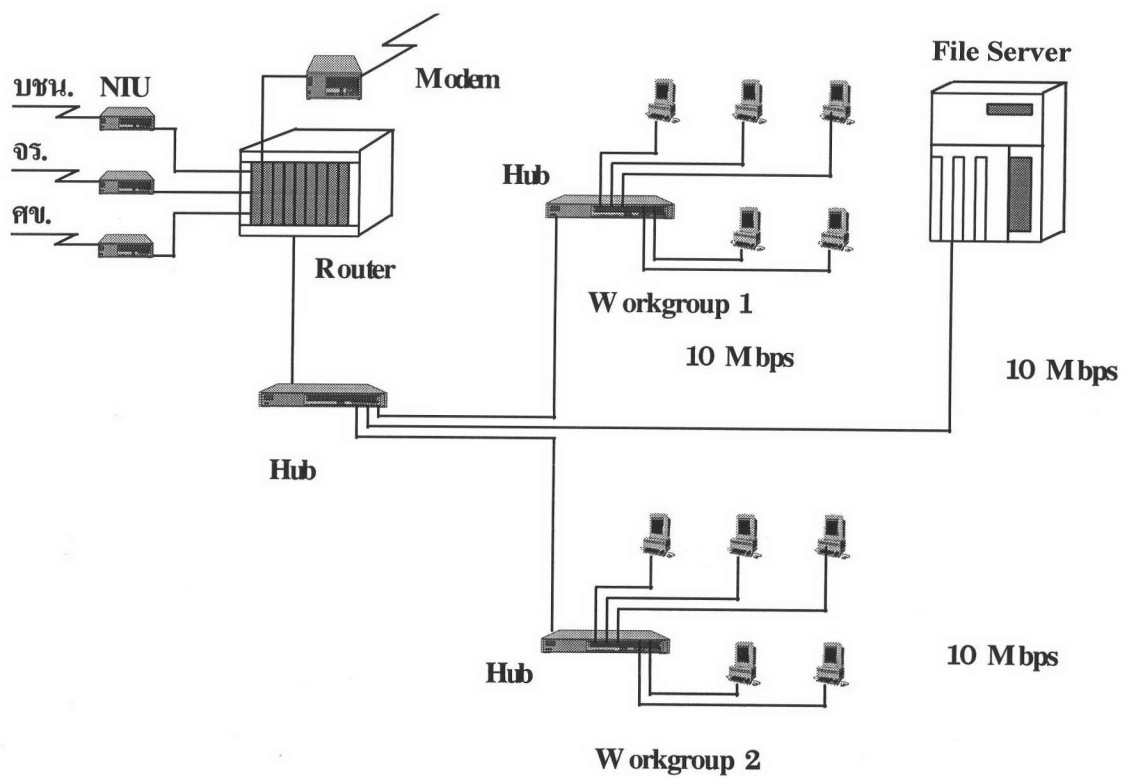 บชน.
NTU
Modem
File Server
จร.
ศข.
Router
Hub
Workgroup 1
10 Mbps
10 Mbps
Hub
Hub
10 Mbps
Workgroup 2